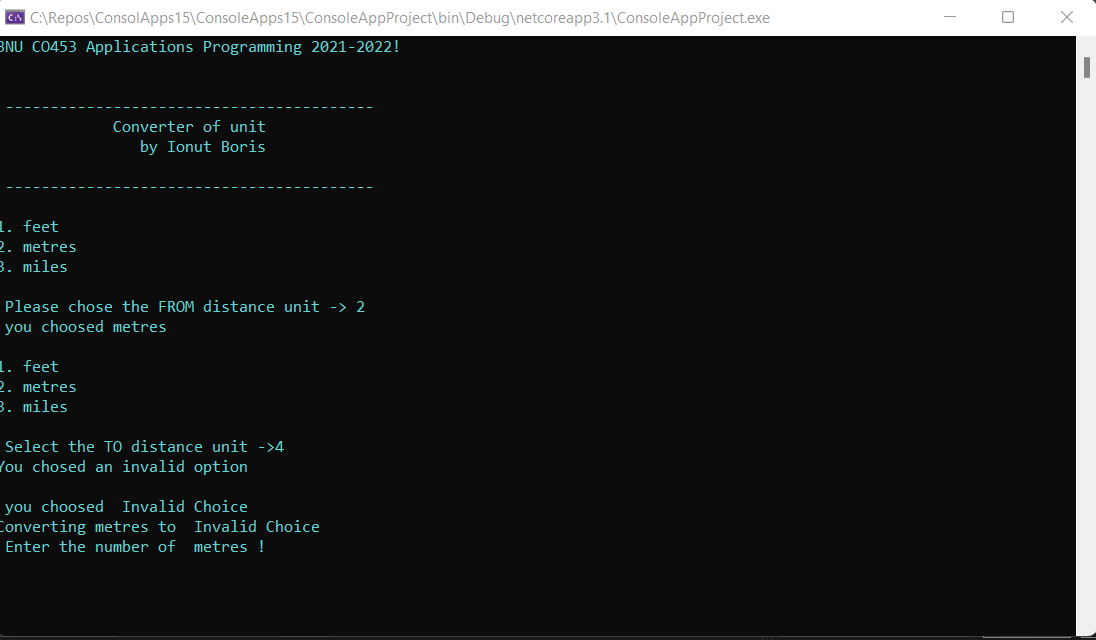 C:\Repos\ConsolApps15\ConsoleApps15\ConsoleAppProject\bin\Debug\netcoreapp3.1\ConsoleAppProject.exe
BNU CO453 Applications Programming 2021-2022!
-----------------------------------------
Converter of unit
by Ionut Boris
-----------------------------------------
1. feet
2. metres
3. miles
Please chose the FROM distance unit -> 2
you choosed metres
1. feet
2. metres
3. miles
Select the TO distance unit ->4
You chosed an invalid option
you choosed  Invalid Choice
Converting metres to  Invalid Choice
Enter the number of  metres !